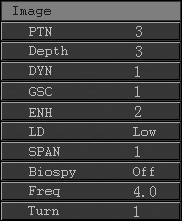 Image
PTN 3
Depth 3
DYN 1
GSC 1
ENH 2
LD Low
SPAN 1
Biospy Off
Freq 4.0
Turn 1